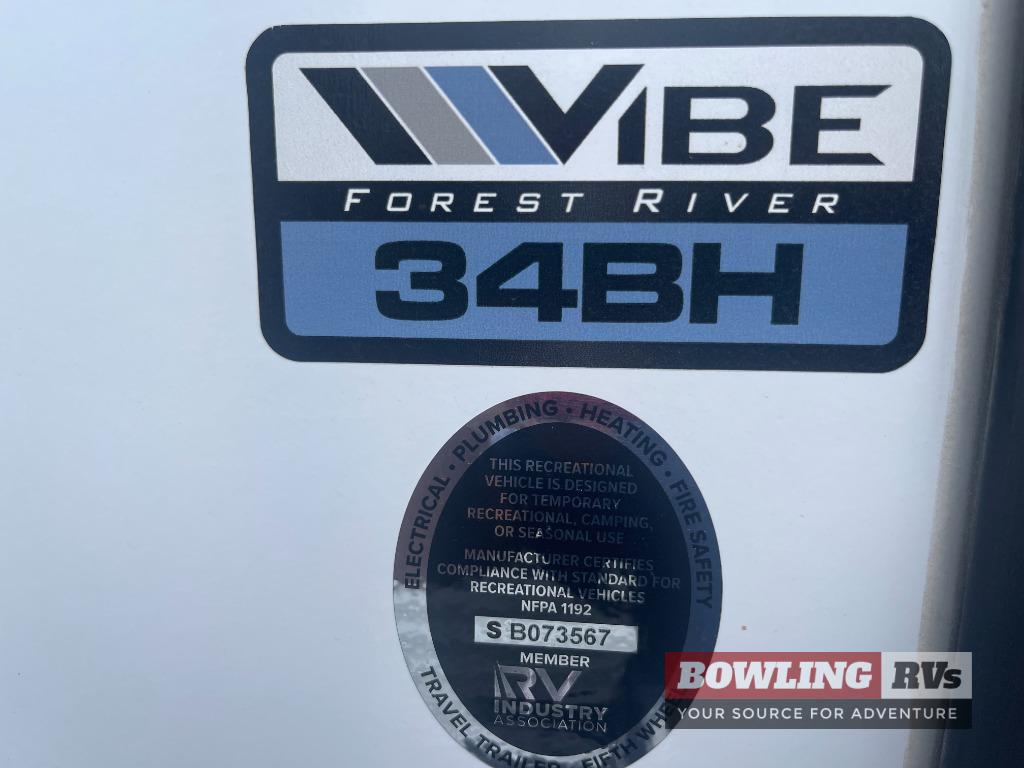 VIBE
FOREST RIVER
34BH
ELECTRICAL · PLUMBING · HEATING · FIRE SAFETY
THIS RECREATIONAL
VEHICLE IS DESIGNED
FOR TEMPORARY
RECREATIONAL, CAMPING,
OR SEASONAL USE
MANUFACTURER CERTIFIES
COMPLIANCE WITH STANDARD FOR
RECREATIONAL VEHICLES
NFPA 1192
S B073567
MEMBER
RV
INDUSTRY
ASSOCIATION
TRAVEL TRAILER · FIFTH WHE
BOWLING RVs
YOUR SOURCE FOR ADVENTURE